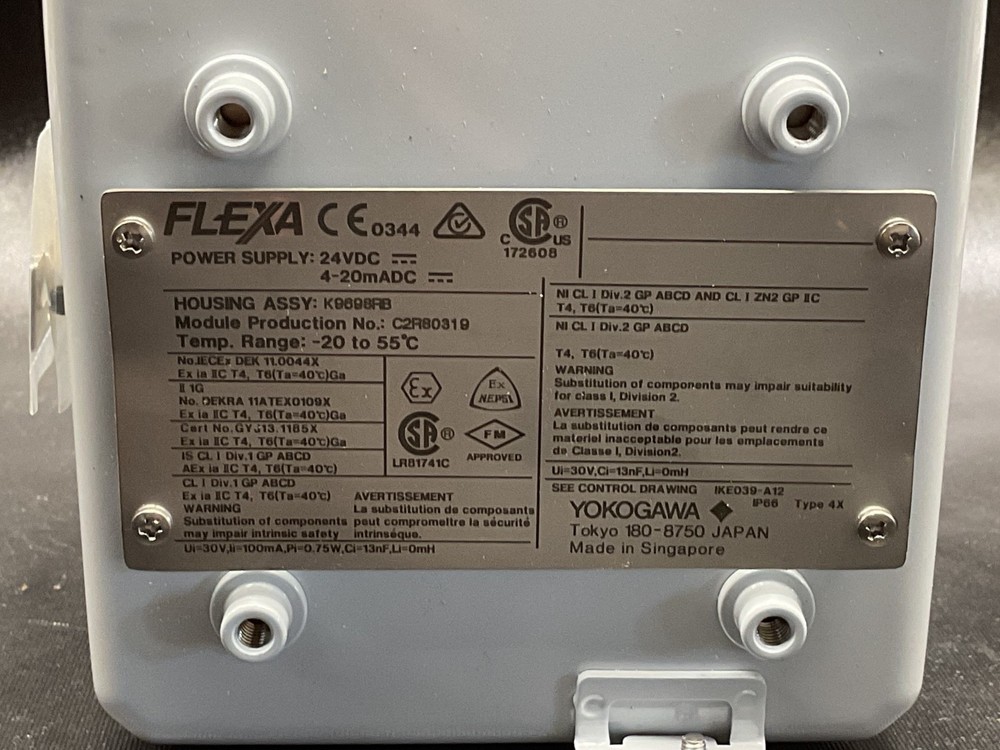 FLEXA CE 0344
C SA ® US
172608
POWER SUPPLY: 24VDC
4-20mADC
HOUSING ASSY: K9698RB
Module Production No.: C2R80319
Temp. Range: -20 to 55℃
No.IECEx DEK 11.0044X
Ex ia IIC T4, T6(Ta=40℃)Ga
II 1G
No. DEKRA 11ATEX0109X
Ex ia IIC T4, T6(Ta=40℃)Ga
Cert No. GYJ13.1185X
Ex ia IIC T4, T6(Ta=40℃)Ga
IS CL I Div.1 GP ABCD
AEx ia IIC T4, T6(Ta=40℃)
Ex
Ex
NEPSI
SA ®
LR81741C
FM
APPROVED
CL I Div.1 GP ABCD
Ex ia IIC T4, T6(Ta=40℃)
WARNING
Substitution of components
may impair intrinsic safety
AVERTISSEMENT
La substitution de composants
peut compromettre la sécurité
intrinsèque.
Ui=30V,Ii=100mA,Pi=0.75W,Ci=13nF,Li=0mH
NI CL I Div.2 GP ABCD AND CL I ZN2 GP IIC
T4, T6(Ta=40℃)
NI CL I Div.2 GP ABCD
T4, T6(Ta=40℃)
WARNING
Substitution of components may impair suitability
for class I, Division 2.
AVERTISSEMENT
La substitution de composants peut rendre ce
materiel inacceptable pour les emplacements
de Classe I, Division2.
Ui=30V,Ci=13nF,Li=0mH
SEE CONTROL DRAWING IKE039-A12
IP66 Type 4X
YOKOGAWA
Tokyo 180-8750 JAPAN
Made in Singapore